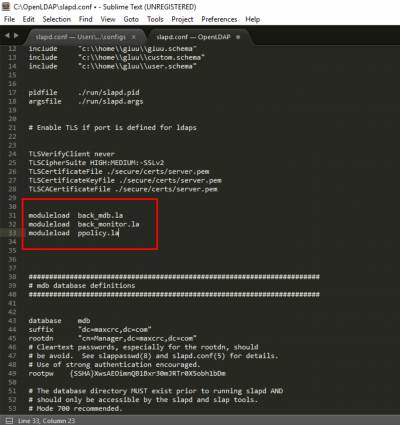 C:\OpenLDAP\slapd.conf • - Sublime Text (UNREGISTERED)
File Edit Selection Find View Goto Tools Project Preferences Help
slapd.conf — Users\...\configs
slapd.conf — OpenLDAP
12 include "c:\\home\\gluu\\gluu.schema"
13 include "c:\\home\\gluu\\custom.schema"
14 include "c:\\home\\gluu\\user.schema"
15
16
17 pidfile ./run/slapd.pid
18 argsfile ./run/slapd.args
19
20
21 # Enable TLS if port is defined for ldaps
22
23
24 TLSVerifyClient never
25 TLSCipherSuite HIGH:MEDIUM:-SSLv2
26 TLSCertificateFile ./secure/certs/server.pem
27 TLSCertificateKeyFile ./secure/certs/server.pem
28 TLSCACertificateFile ./secure/certs/server.pem
29
30
31 moduleload back_mdb.la
32 moduleload back_monitor.la
33 moduleload ppolicy.la
34
35
36
37
38 #######################################################################
39 # mdb database definitions
40 #######################################################################
41
42
43 database mdb
44 suffix "dc=maxcrc,dc=com"
45 rootdn "cn=Manager,dc=maxcrc,dc=com"
46 # Cleartext passwords, especially for the rootdn, should
47 # be avoid. See slappasswd(8) and slapd.conf(5) for details.
48 # Use of strong authentication encouraged.
49 rootpw
50
51 # The database directory MUST exist prior to running slapd AND
52 # should only be accessible by the slapd and slap tools.
53 # Mode 700 recommended.
Line 33, Column 23